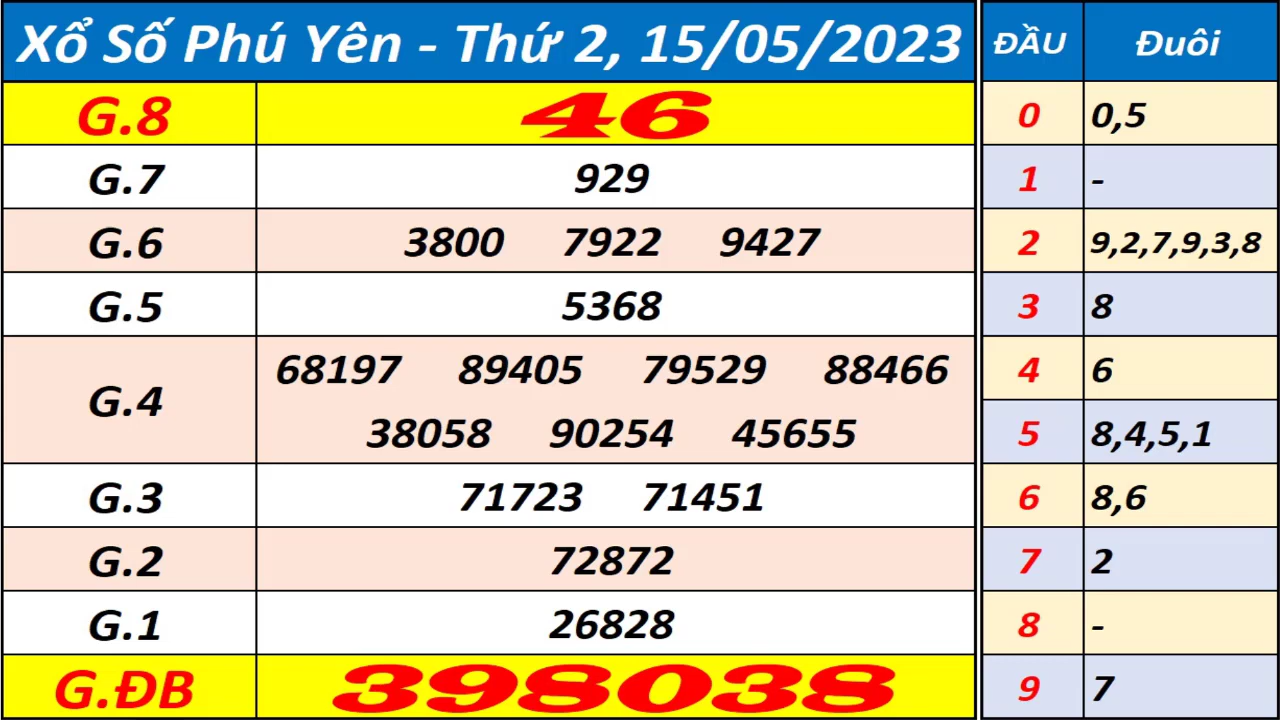 Xổ Số Phú Yên - Thứ 2, 15/05/2023
G.8 46
G.7 929
G.6 3800 7922 9427
G.5 5368
G.4 68197 89405 79529 88466
38058 90254 45655
G.3 71723 71451
G.2 72872
G.1 26828
G.ĐB 398038
ĐẦU Đuôi
0 0,5
1 -
2 9,2,7,9,3,8
3 8
4 6
5 8,4,5,1
6 8,6
7 2
8 -
9 7